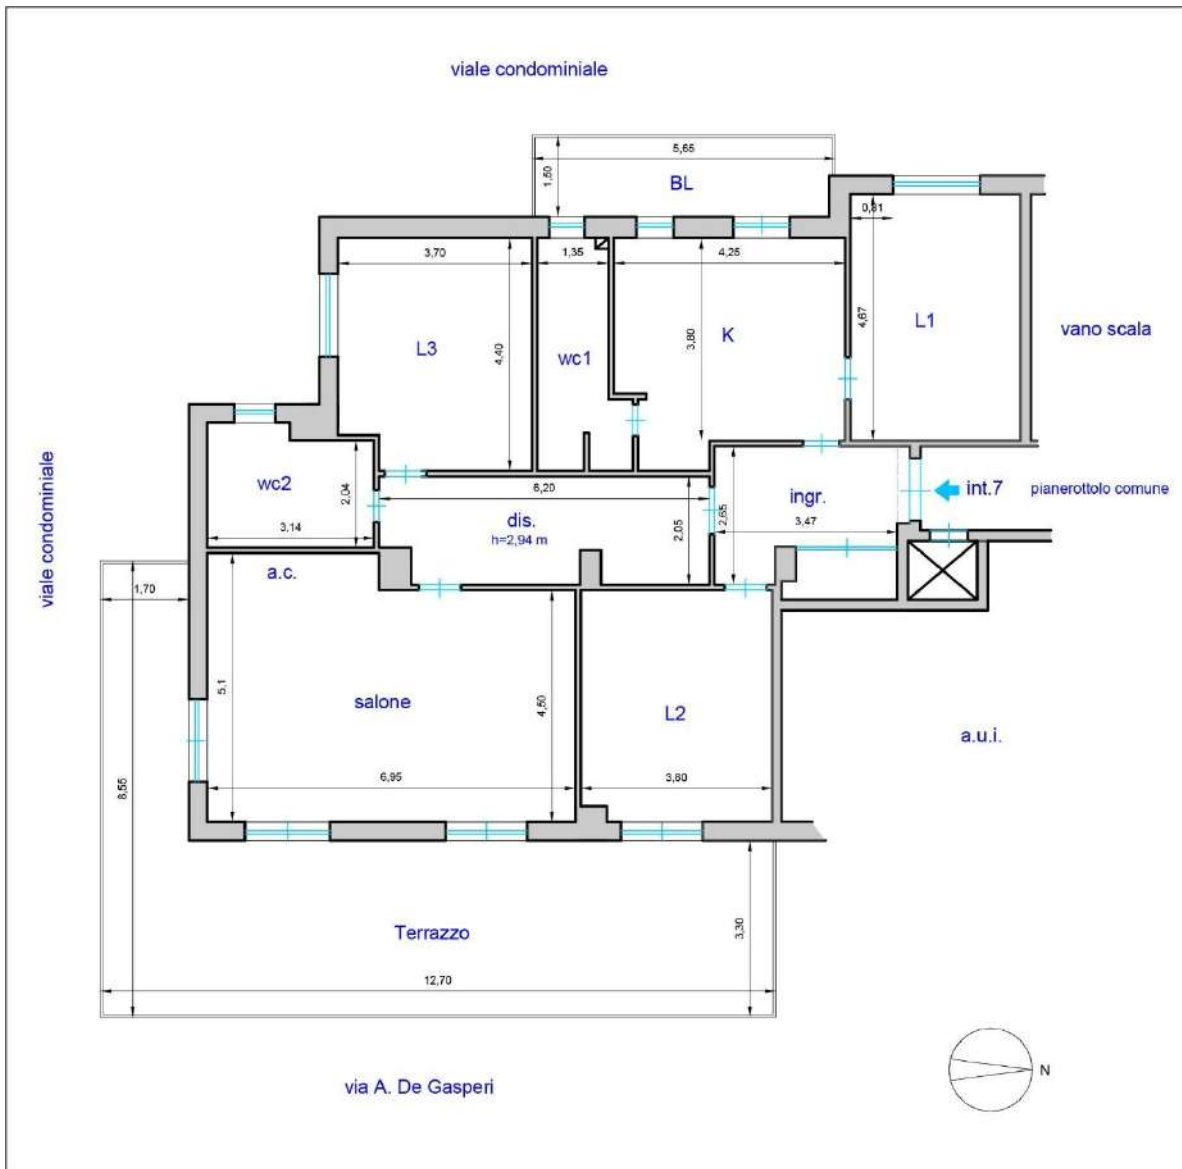 viale condominiale
5,65
1,50
BL
0,81
3,70
1,35
4,25
4,67
L1
vano scala
L3
4,40
wc1
3,80
K
viale condominiale
wc2
2,04
3,14
6,20
dis.
h=2,94 m
2,05
2,65
ingr.
3,47
int.7
pianerottolo comune
a.c.
1,70
5,1
salone
4,50
L2
a.u.i.
8,55
6,95
3,80
Terrazzo
3,30
12,70
via A. De Gasperi
N